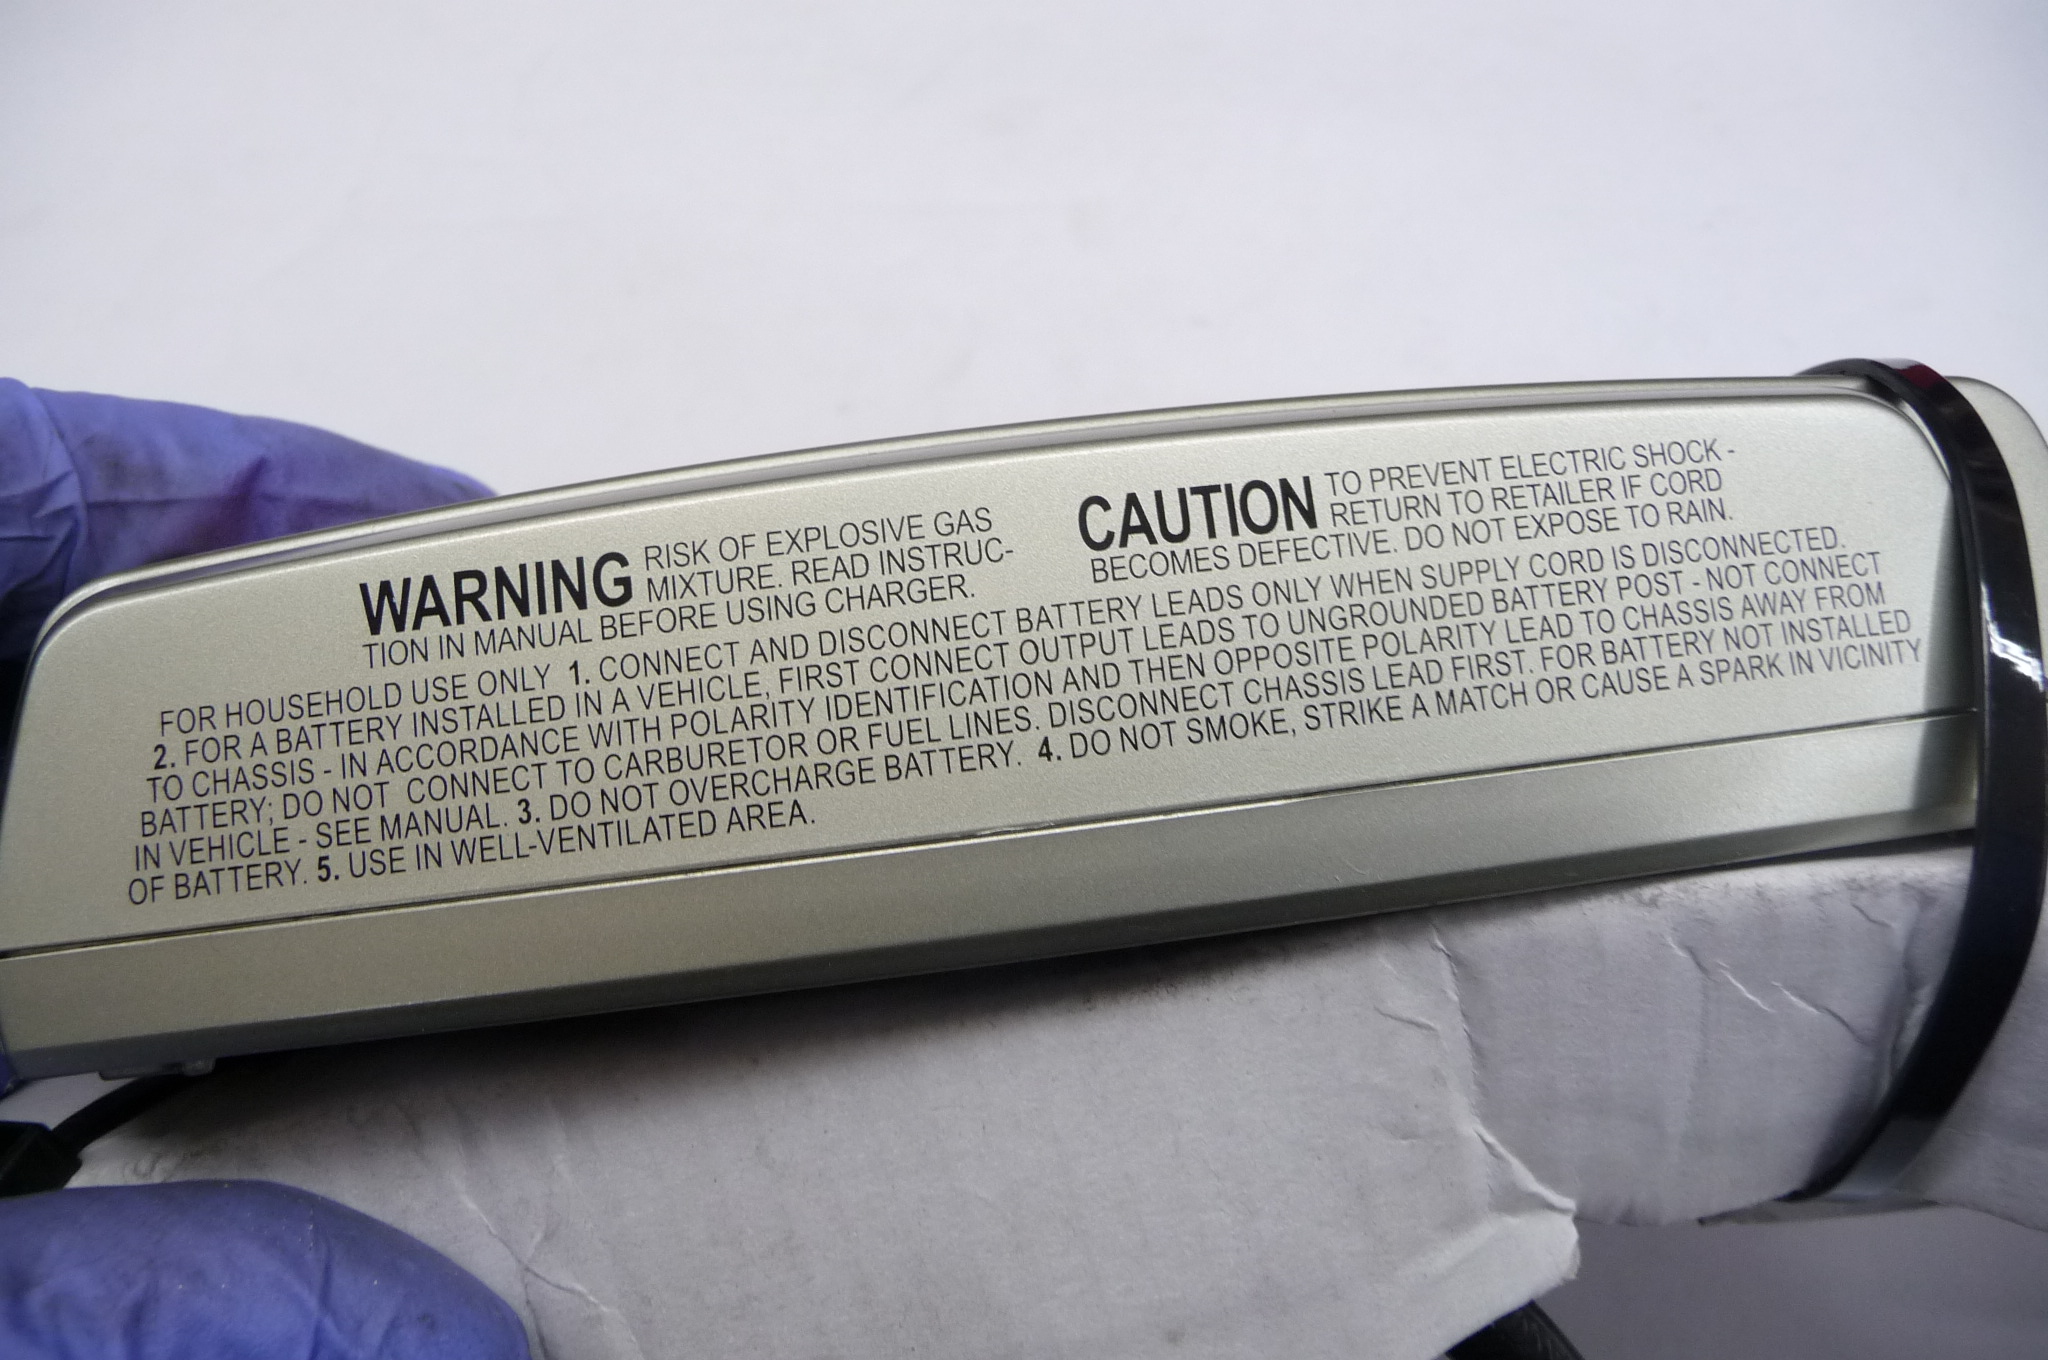 WARNING RISK OF EXPLOSIVE GAS
MIXTURE. READ INSTRUC-
TION IN MANUAL BEFORE USING CHARGER.
CAUTION TO PREVENT ELECTRIC SHOCK -
RETURN TO RETAILER IF CORD
BECOMES DEFECTIVE. DO NOT EXPOSE TO RAIN.
FOR HOUSEHOLD USE ONLY 1. CONNECT AND DISCONNECT BATTERY LEADS ONLY WHEN SUPPLY CORD IS DISCONNECTED.
2. FOR A BATTERY INSTALLED IN A VEHICLE, FIRST CONNECT OUTPUT LEADS TO UNGROUNDED BATTERY POST - NOT CONNECT
TO CHASSIS - IN ACCORDANCE WITH POLARITY IDENTIFICATION AND THEN OPPOSITE POLARITY LEAD TO CHASSIS AWAY FROM
BATTERY; DO NOT CONNECT TO CARBURETOR OR FUEL LINES. DISCONNECT CHASSIS LEAD FIRST. FOR BATTERY NOT INSTALLED
IN VEHICLE - SEE MANUAL. 3. DO NOT OVERCHARGE BATTERY. 4. DO NOT SMOKE, STRIKE A MATCH OR CAUSE A SPARK IN VICINITY
OF BATTERY. 5. USE IN WELL-VENTILATED AREA.